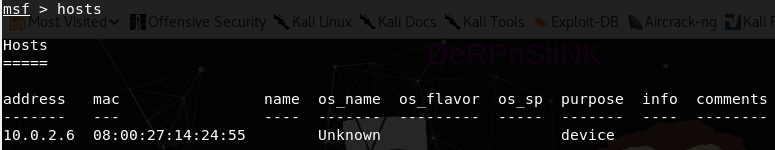 msf > hosts
Most Visited Offensive Security Kali Linux Kali Docs Kali Tools Exploit-DB Aircrack-ng Kali
Hosts
=====
DeRPnStiNK
address mac name os_name os_flavor os_sp purpose info comments
------- --- ---- ------- --------- ----- ------- ---- --------
10.0.2.6 08:00:27:14:24:55 Unknown device